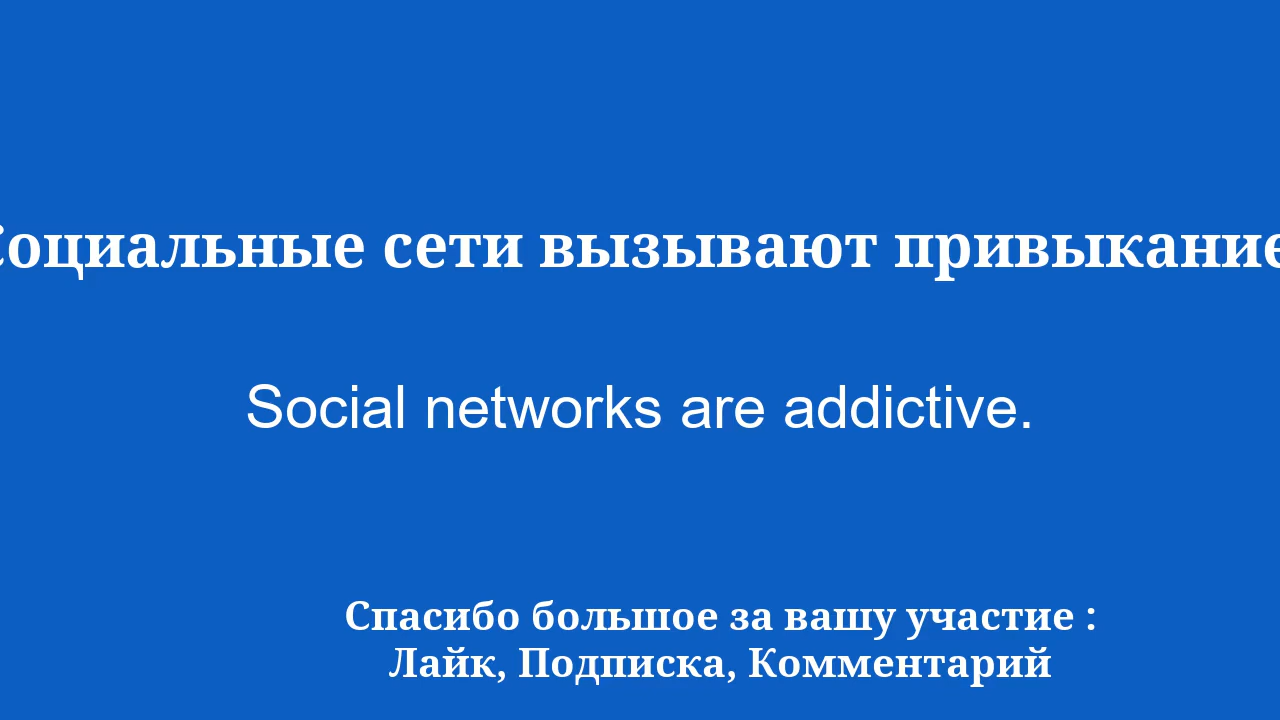 Социальные сети вызывают привыкание
Social networks are addictive.
Спасибо большое за вашу участие :
Лайк, Подписка, Комментарий